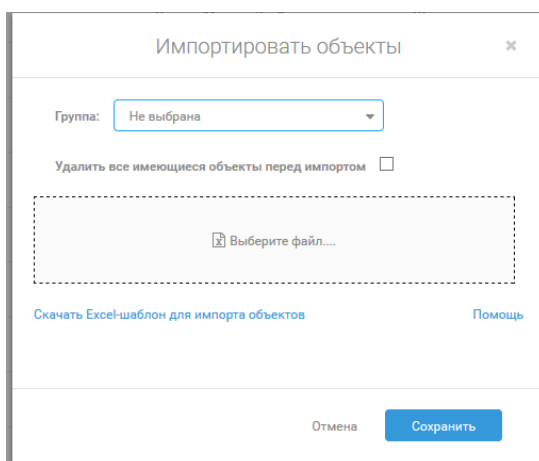 Импортировать объекты
Группа: Не выбрана
Удалить все имеющиеся объекты перед импортом
Выберите файл....
Скачать Excel-шаблон для импорта объектов Помощь
Отмена Сохранить